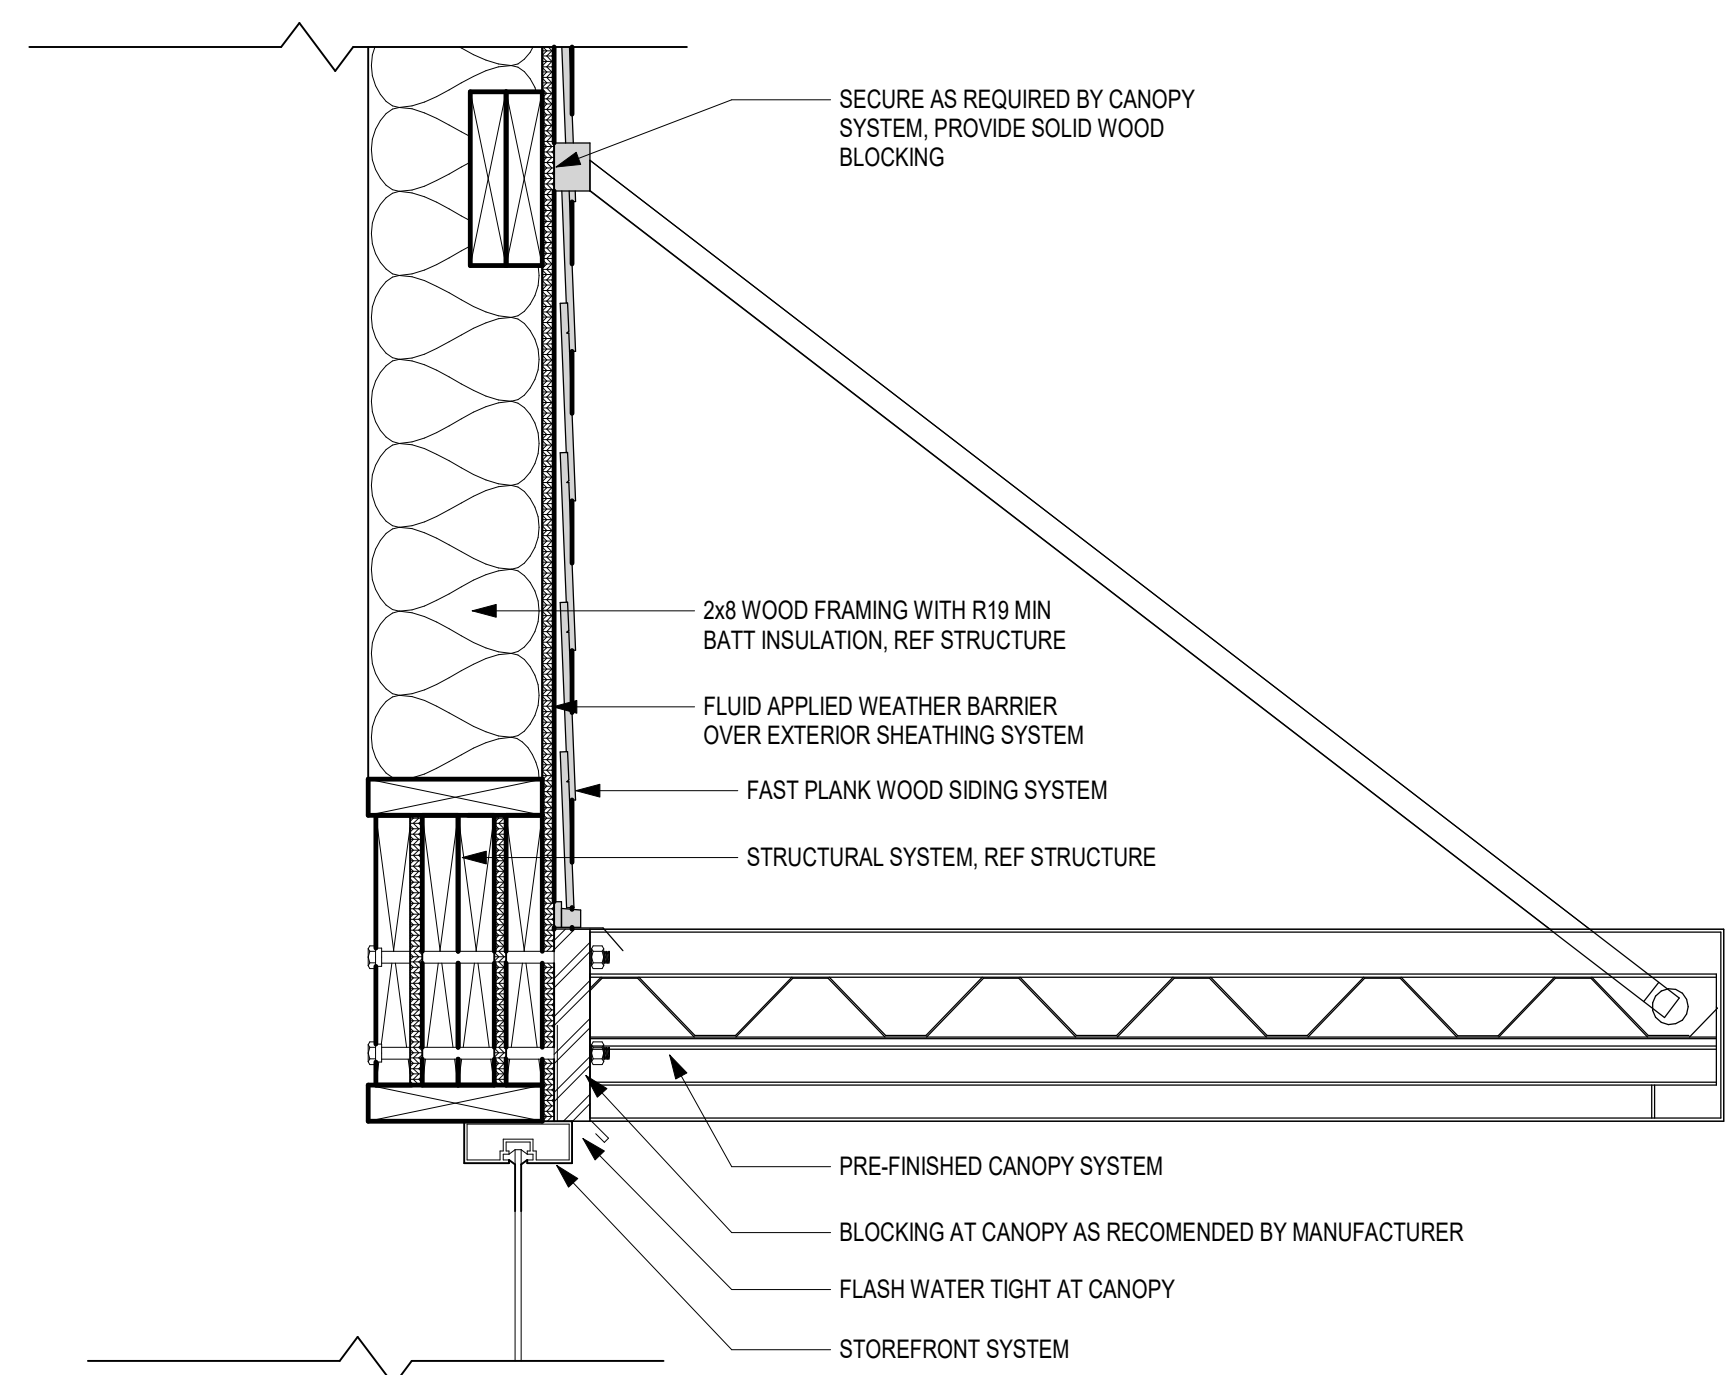 SECURE AS REQUIRED BY CANOPY
SYSTEM, PROVIDE SOLID WOOD
BLOCKING
2x8 WOOD FRAMING WITH R19 MIN
BATT INSULATION, REF STRUCTURE
FLUID APPLIED WEATHER BARRIER
OVER EXTERIOR SHEATHING SYSTEM
FAST PLANK WOOD SIDING SYSTEM
STRUCTURAL SYSTEM, REF STRUCTURE
PRE-FINISHED CANOPY SYSTEM
BLOCKING AT CANOPY AS RECOMENDED BY MANUFACTURER
FLASH WATER TIGHT AT CANOPY
STOREFRONT SYSTEM